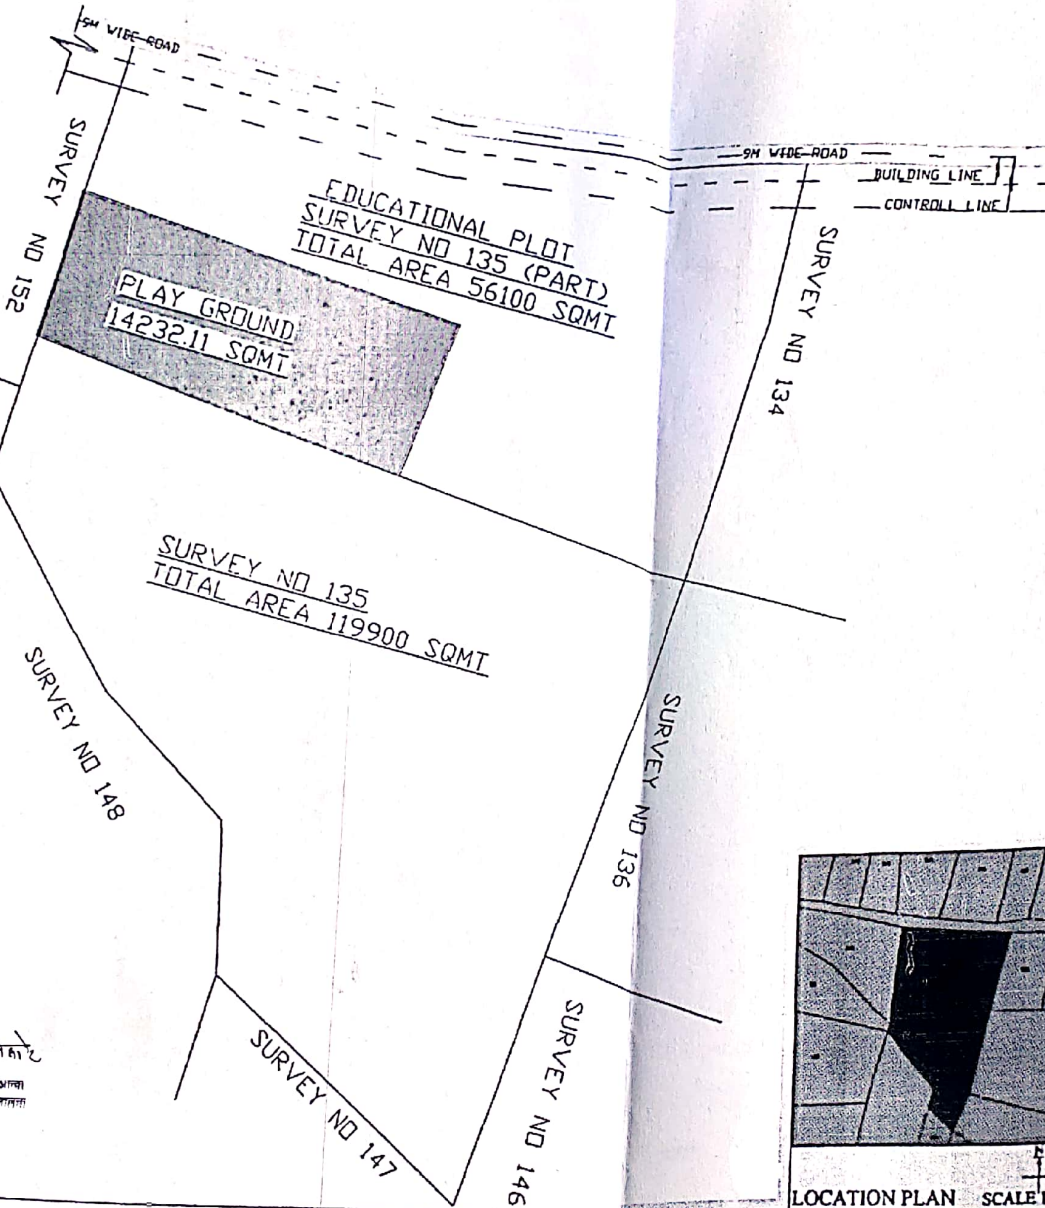 9M WIDE ROAD
9M WIDE ROAD
BUILDING LINE
CONTROLL LINE
SURVEY NO 152
EDUCATIONAL PLOT
SURVEY NO 135 (PART)
TOTAL AREA 56100 SQMT
SURVEY NO 134
PLAY GROUND
14232.11 SQMT
SURVEY NO 135
TOTAL AREA 119900 SQMT
SURVEY NO 148
SURVEY NO 136
SURVEY NO 147
SURVEY NO 146
LOCATION PLAN SCALE